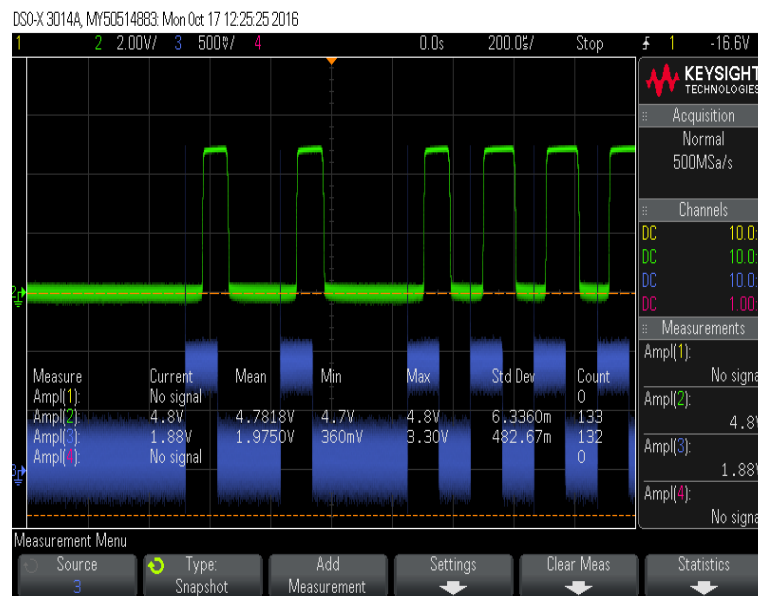 DSO-X 3014A, MY50514883: Mon Oct 17 12:25:25 2016
1 2 2.00V/ 3 500mV/ 4 0.0s 200.0µs/ Stop 1 -16.6V
KEYSIGHT
TECHNOLOGIES
Acquisition
Normal
500MSa/s
Channels
DC 10.0:
DC 10.0:
DC 10.0:
DC 1.00:
Measurements
Ampl(1):
No signa
Ampl(2):
4.8V
Ampl(3):
1.88V
Ampl(4):
No signa
Measure Current Mean Min Max Std Dev Count
Ampl(1): No signal 0
Ampl(2): 4.8V 4.7818V 4.7V 4.8V 6.3360m 133
Ampl(3): 1.88V 1.9750V 360mV 3.30V 482.67m 132
Ampl(4): No signal 0
Measurement Menu
Source
3
Type:
Snapshot
Add
Measurement
Settings
Clear Meas
Statistics